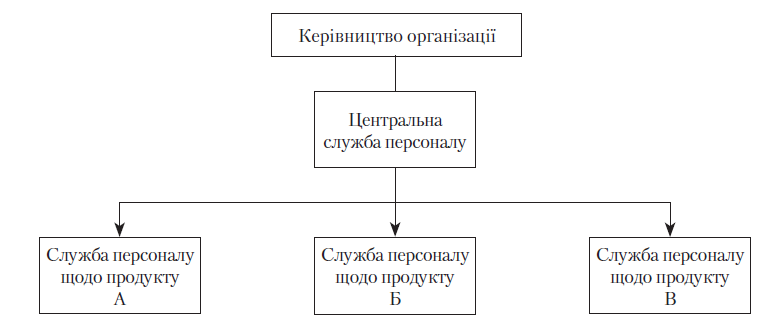 Керівництво організації
Центральна
служба персоналу
Служба персоналу
щодо продукту
А
Служба персоналу
щодо продукту
Б
Служба персоналу
щодо продукту
В